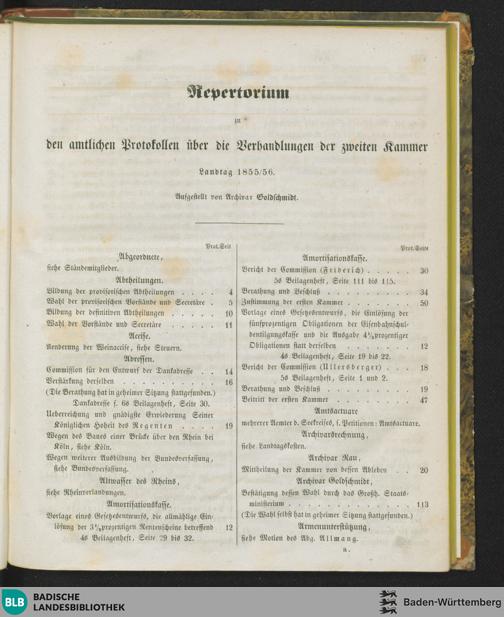 Repertorium
zu
den amtlichen Protokollen über die Verhandlungen der zweiten Kammer
Landtag 1855/56.
Aufgestellt von Archivar Goldschmidt.
Prot.Seit
Abgeordnete,
siehe Ständemitglieder.
Abtheilungen.
Bildung der provisorischen Abtheilungen . . . . 4
Wahl der provisorischen Vorstände und Secretäre . 5
Bildung der definitiven Abtheilungen . . . . . 10
Wahl der Vorstände und Secretäre . . . . . 11
Accise.
Aenderung der Weinaccise, siehe Steuern.
Adressen.
Commission für den Entwurf der Dankadresse . . 14
Verstärkung derselben . . . . . . . . . 16
(Die Berathung hat in geheimer Sitzung stattgefunden.)
Dankadresse s. 6s Beilagenheft, Seite 30.
Ueberreichung und gnädigste Erwiederung Seiner
Königlichen Hoheit des Regenten . . . . 19
Wegen des Baues einer Brücke über den Rhein bei
Köln, siehe Köln.
Wegen weiterer Ausbildung der Bundesverfassung,
siehe Bundesverfassung.
Altwasser des Rheins,
siehe Rheinverlandungen.
Amortisationskasse.
Vorlage eines Gesetzesentwurfs, die allmählige Ein-
lösung der 3½prozentigen Rentenscheine betreffend 12
4s Beilagenheft, Seite 29 bis 32.
Prot.Seite
Amortisationskasse.
Bericht der Commission (Friderich) . . . . . 30
5s Beilagenheft, Seite 111 bis 115.
Berathung und Beschluß . . . . . . . . 34
Zustimmung der ersten Kammer . . . . . . 50
Vorlage eines Gesetzesentwurfs, die Einlösung der
fünfprozentigen Obligationen der Eisenbahnschul-
dentilgungskasse und die Ausgabe 4½prozentiger
Obligationen statt derselben . . . . . . . 12
4s Beilagenheft, Seite 19 bis 22.
Bericht der Commission (Ullersberger) . . . 18
5s Beilagenheft, Seite 1 und 2.
Berathung und Beschluß . . . . . . . . 19
Beitritt der ersten Kammer . . . . . . . 47
Amtsactuare
mehrerer Aemter d. Seekreises, s. Petitionen: Amtsactuare.
Archivarsrechnung,
siehe Landtagskosten.
Archivar Rau,
Mittheilung der Kammer von dessen Ableben . . 20
Archivar Goldschmidt,
Bestätigung dessen Wahl durch das Großh. Staats-
ministerium . . . . . . . . . . . . 113
(Die Wahl selbst hat in geheimer Sitzung stattgefunden.)
Armenunterstützung,
siehe Motion des Abg. Allmang.
a.
BLB
BADISCHE
LANDESBIBLIOTHEK
Baden-Württemberg